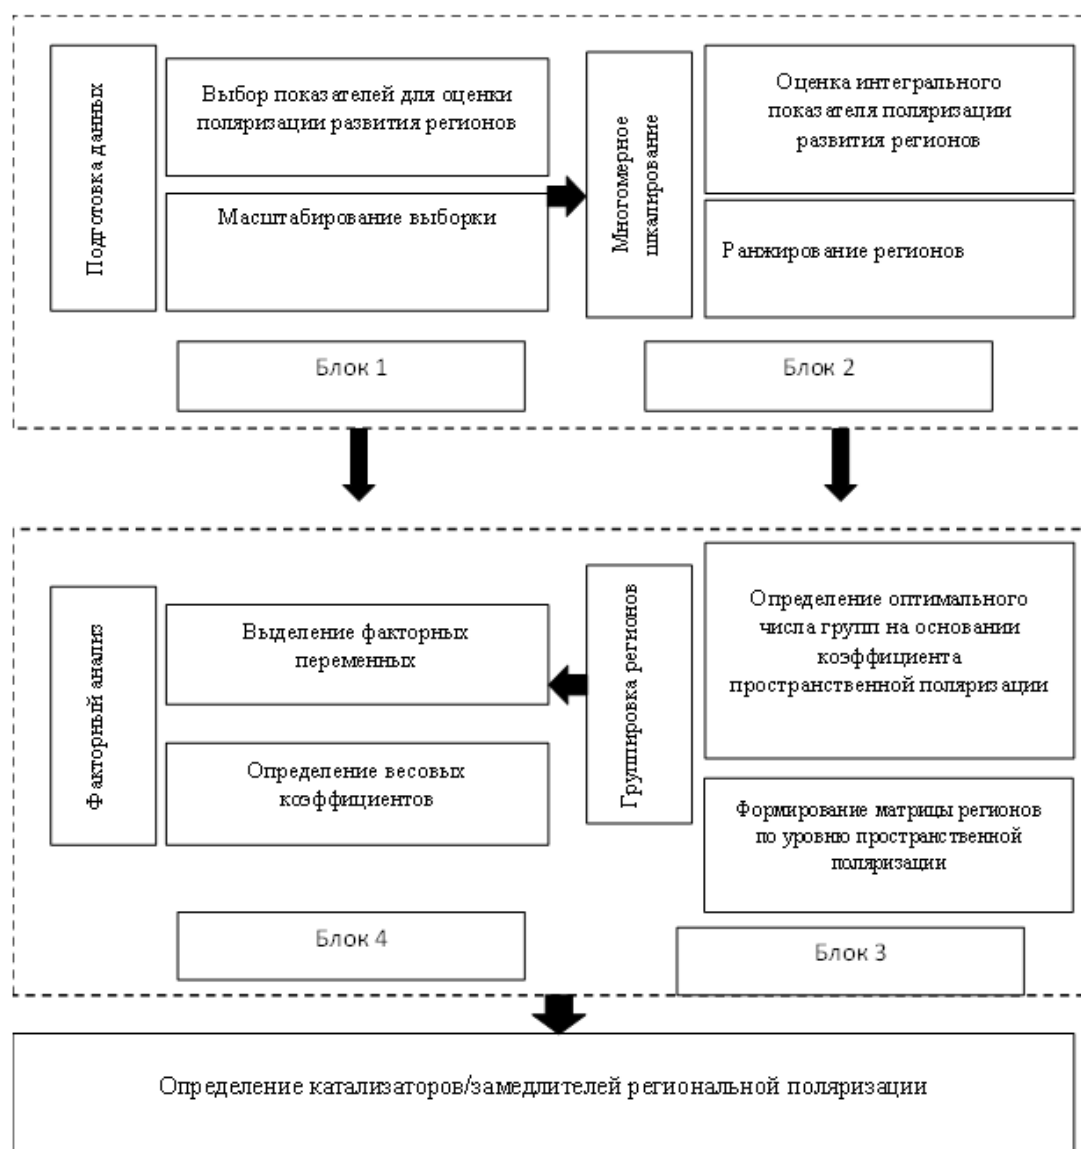 Подготовка данных
Выбор показателей для оценки
поляризации развития регионов
Масштабирование выборки
Блок 1
Многомерное
шкалирование
Оценка интегрального
показателя поляризации
развития регионов
Ранжирование регионов
Блок 2
Факторный анализ
Выделение факторных
переменных
Определение весовых
коэффициентов
Блок 4
Группировка регионов
Определение оптимального
числа групп на основании
коэффициента
пространственной поляризации
Формирование матрицы регионов
по уровню пространственной
поляризации
Блок 3
Определение катализаторов/замедлителей региональной поляризации